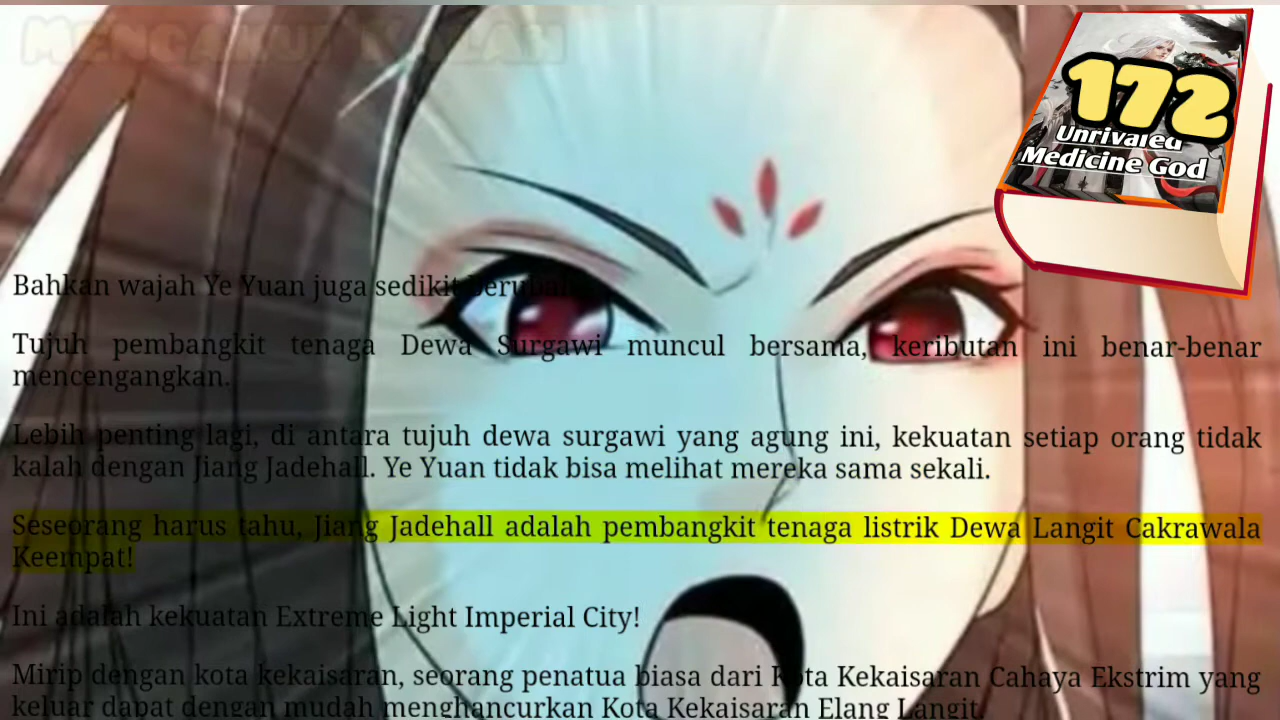 MENGAKUI KALAH
172
Unrivaled
Medicine God
Bahkan wajah Ye Yuan juga sedikit berubah
Tujuh pembangkit tenaga Dewa Surgawi muncul bersama, keributan ini benar-benar
mencengangkan.
Lebih penting lagi, di antara tujuh dewa surgawi yang agung ini, kekuatan setiap orang tidak
kalah dengan Jiang Jadehall. Ye Yuan tidak bisa melihat mereka sama sekali.
Seseorang harus tahu, Jiang Jadehall adalah pembangkit tenaga listrik Dewa Langit Cakrawala
Keempat!
Ini adalah kekuatan Extreme Light Imperial City!
Mirip dengan kota kekaisaran, seorang penatua biasa dari Kota Kekaisaran Cahaya Ekstrim yang
keluar dapat dengan mudah menghancurkan Kota Kekaisaran Elang Langit.